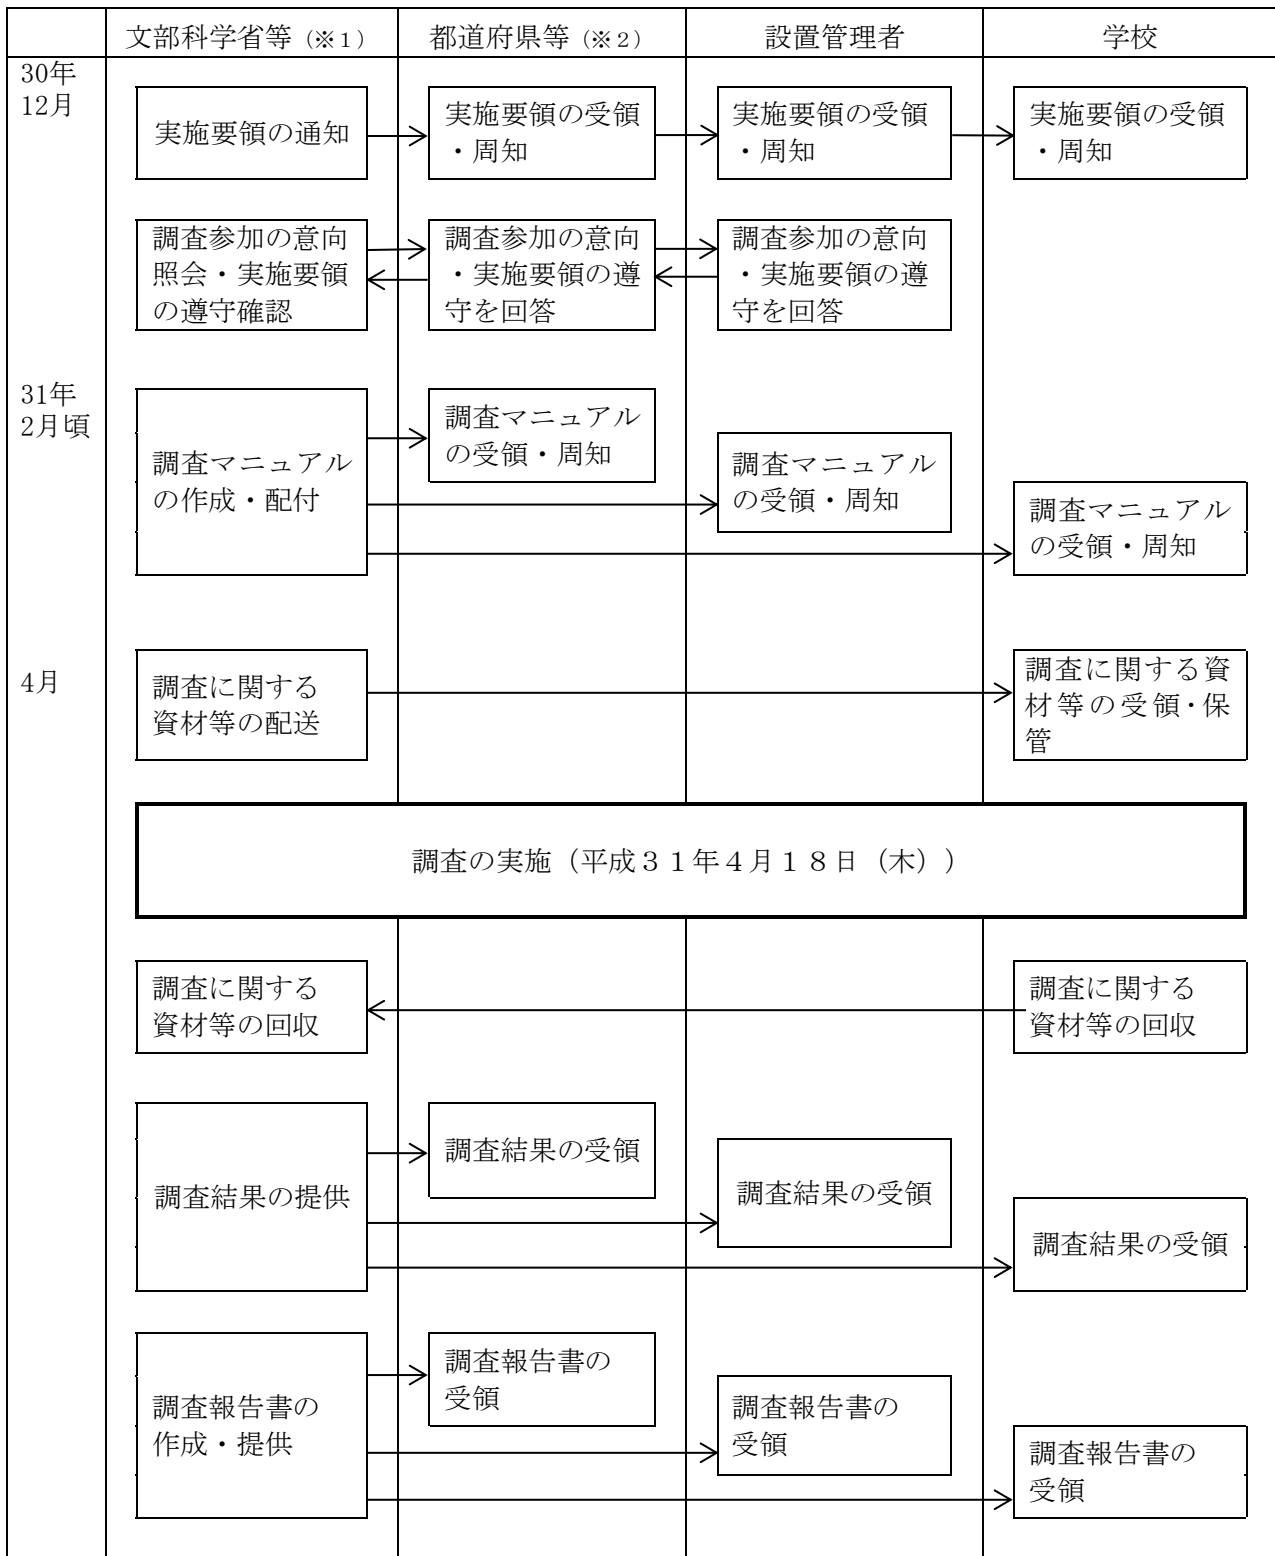 文部科学省等（※１）
都道府県等（※２）
設置管理者
学校
30年
12月
実施要領の通知
実施要領の受領
・周知
実施要領の受領
・周知
実施要領の受領
・周知
調査参加の意向
照会・実施要領
の遵守確認
調査参加の意向
・実施要領の遵
守を回答
調査参加の意向
・実施要領の遵
守を回答
31年
2月頃
調査マニュアル
の作成・配付
調査マニュアル
の受領・周知
調査マニュアル
の受領・周知
調査マニュアル
の受領・周知
4月
調査に関する
資材等の配送
調査に関する資
材等の受領・保
管
調査の実施（平成３１年４月１８日（木））
調査に関する
資材等の回収
調査に関する
資材等の回収
調査結果の提供
調査結果の受領
調査結果の受領
調査結果の受領
調査報告書の
作成・提供
調査報告書の
受領
調査報告書の
受領
調査報告書の
受領